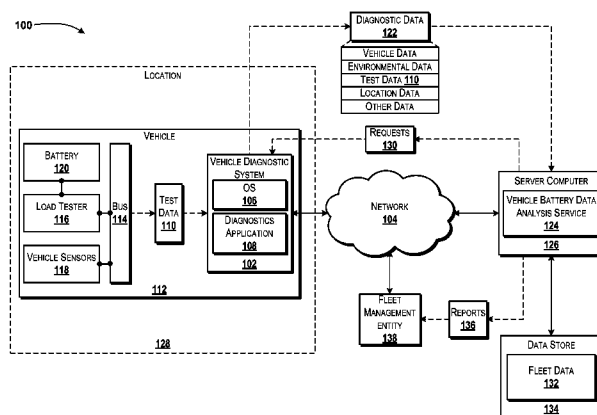 100
DIAGNOSTIC DATA
122
VEHICLE DATA
ENVIRONMENTAL DATA
TEST DATA 110
LOCATION DATA
OTHER DATA
LOCATION
VEHICLE
BATTERY
120
LOAD TESTER
116
VEHICLE SENSORS
118
BUS
114
TEST
DATA
110
VEHICLE DIAGNOSTIC
SYSTEM
OS
106
DIAGNOSTICS
APPLICATION
108
102
112
128
REQUESTS
130
NETWORK
104
SERVER COMPUTER
VEHICLE BATTERY DATA
ANALYSIS SERVICE
124
126
FLEET
MANAGEMENT
ENTITY
138
REPORTS
136
DATA STORE
FLEET DATA
132
134